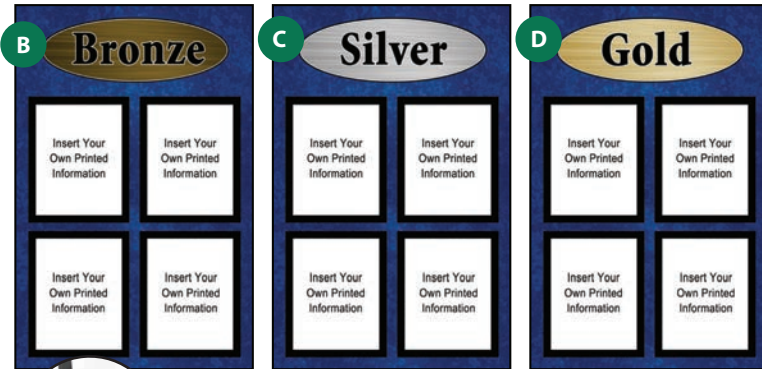 B
Bronze
C
Silver
D
Gold
Insert Your
Own Printed
Information
Insert Your
Own Printed
Information
Insert Your
Own Printed
Information
Insert Your
Own Printed
Information
Insert Your
Own Printed
Information
Insert Your
Own Printed
Information
Insert Your
Own Printed
Information
Insert Your
Own Printed
Information
Insert Your
Own Printed
Information
Insert Your
Own Printed
Information
Insert Your
Own Printed
Information
Insert Your
Own Printed
Information